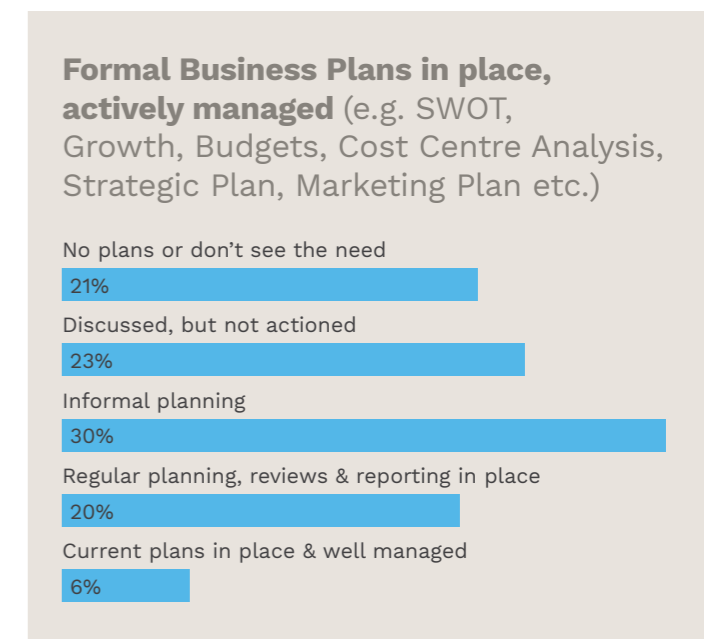 Formal Business Plans in place,
actively managed (e.g. SWOT,
Growth, Budgets, Cost Centre Analysis,
Strategic Plan, Marketing Plan etc.)
No plans or don’t see the need
21%
Discussed, but not actioned
23%
Informal planning
30%
Regular planning, reviews & reporting in place
20%
Current plans in place & well managed
6%